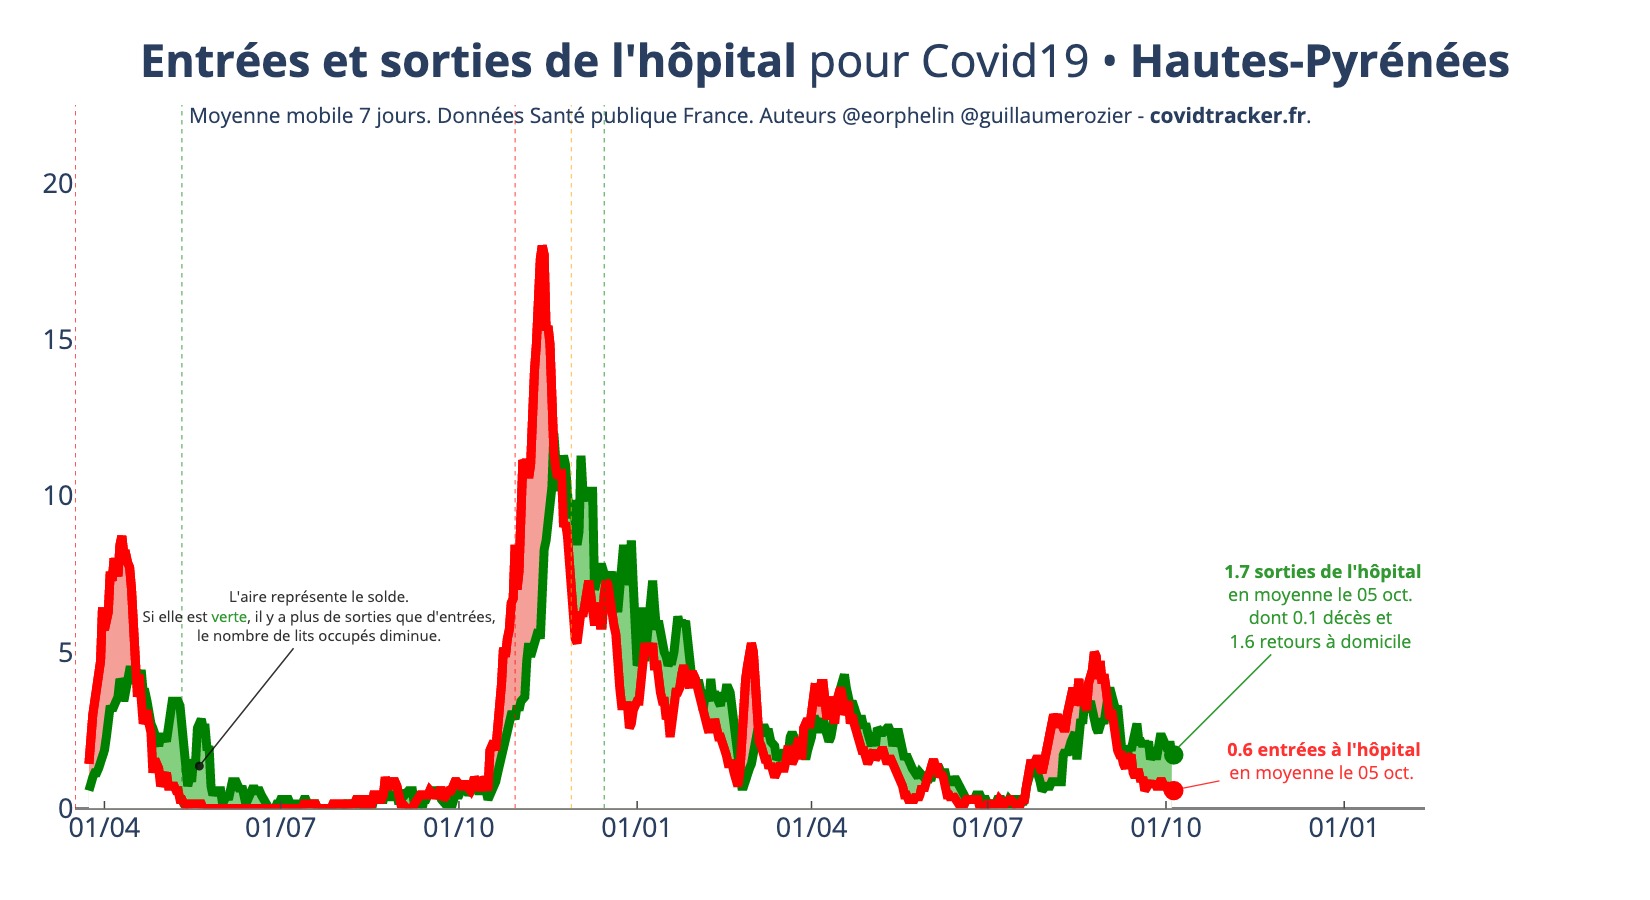 Entrées et sorties de l'hôpital pour Covid19 • Hautes-Pyrénées
Moyenne mobile 7 jours. Données Santé publique France. Auteurs @eorphelin @guillaumerozier - covidtracker.fr.
20
15
10
5
0
L'aire représente le solde.
Si elle est verte, il y a plus de sorties que d'entrées,
le nombre de lits occupés diminue.
1.7 sorties de l'hôpital
en moyenne le 05 oct.
dont 0.1 décès et
1.6 retours à domicile
0.6 entrées à l'hôpital
en moyenne le 05 oct.
01/04 01/07 01/10 01/01 01/04 01/07 01/10 01/01